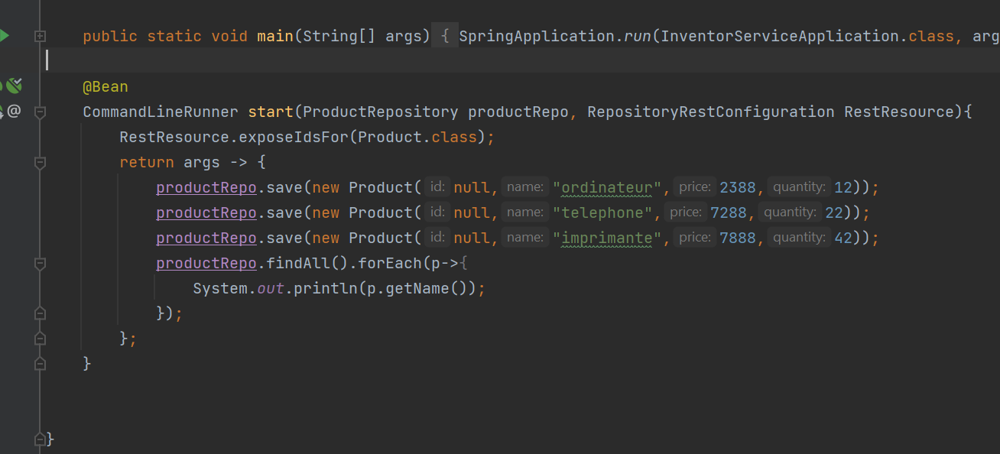 public static void main(String[] args) { SpringApplication.run(InventorServiceApplication.class, arg
@Bean
@ CommandLineRunner start(ProductRepository productRepo, RepositoryRestConfiguration RestResource){
RestResource.exposeIdsFor(Product.class);
return args -> {
productRepo.save(new Product( id: null, name: "ordinateur", price: 2388, quantity: 12));
productRepo.save(new Product( id: null, name: "telephone", price: 7288, quantity: 22));
productRepo.save(new Product( id: null, name: "imprimante", price: 7888, quantity: 42));
productRepo.findAll().forEach(p->{
System.out.println(p.getName());
});
};
}
}